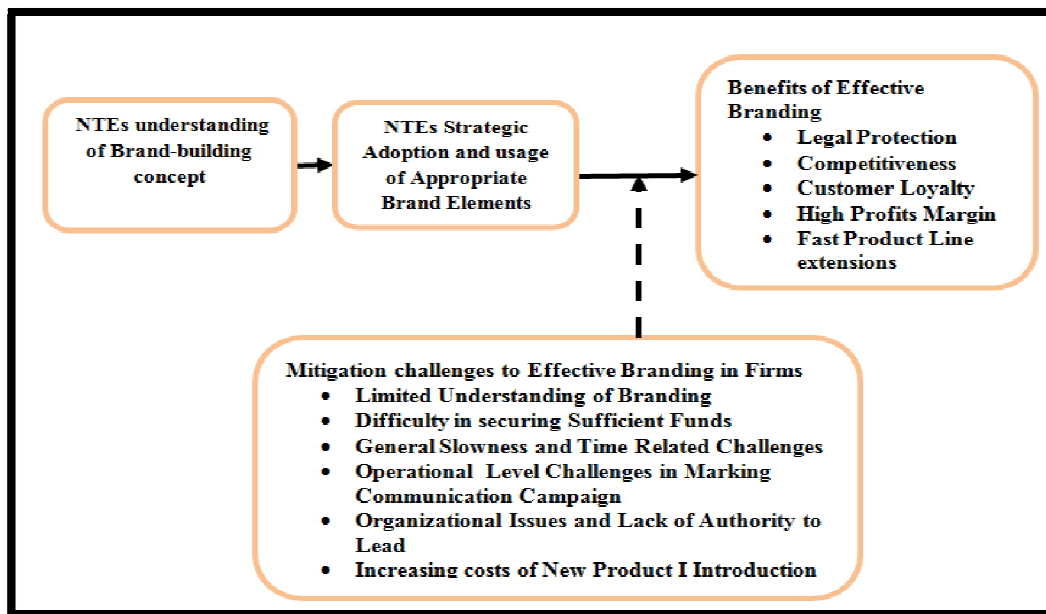 NTEs understanding
of Brand-building
concept
NTEs Strategic
Adoption and usage
of Appropriate
Brand Elements
Benefits of Effective
Branding
• Legal Protection
• Competitiveness
• Customer Loyalty
• High Profits Margin
• Fast Product Line
extensions
Mitigation challenges to Effective Branding in Firms
• Limited Understanding of Branding
• Difficulty in securing Sufficient Funds
• General Slowness and Time Related Challenges
• Operational Level Challenges in Marking
Communication Campaign
• Organizational Issues and Lack of Authority to
Lead
• Increasing costs of New Product I Introduction